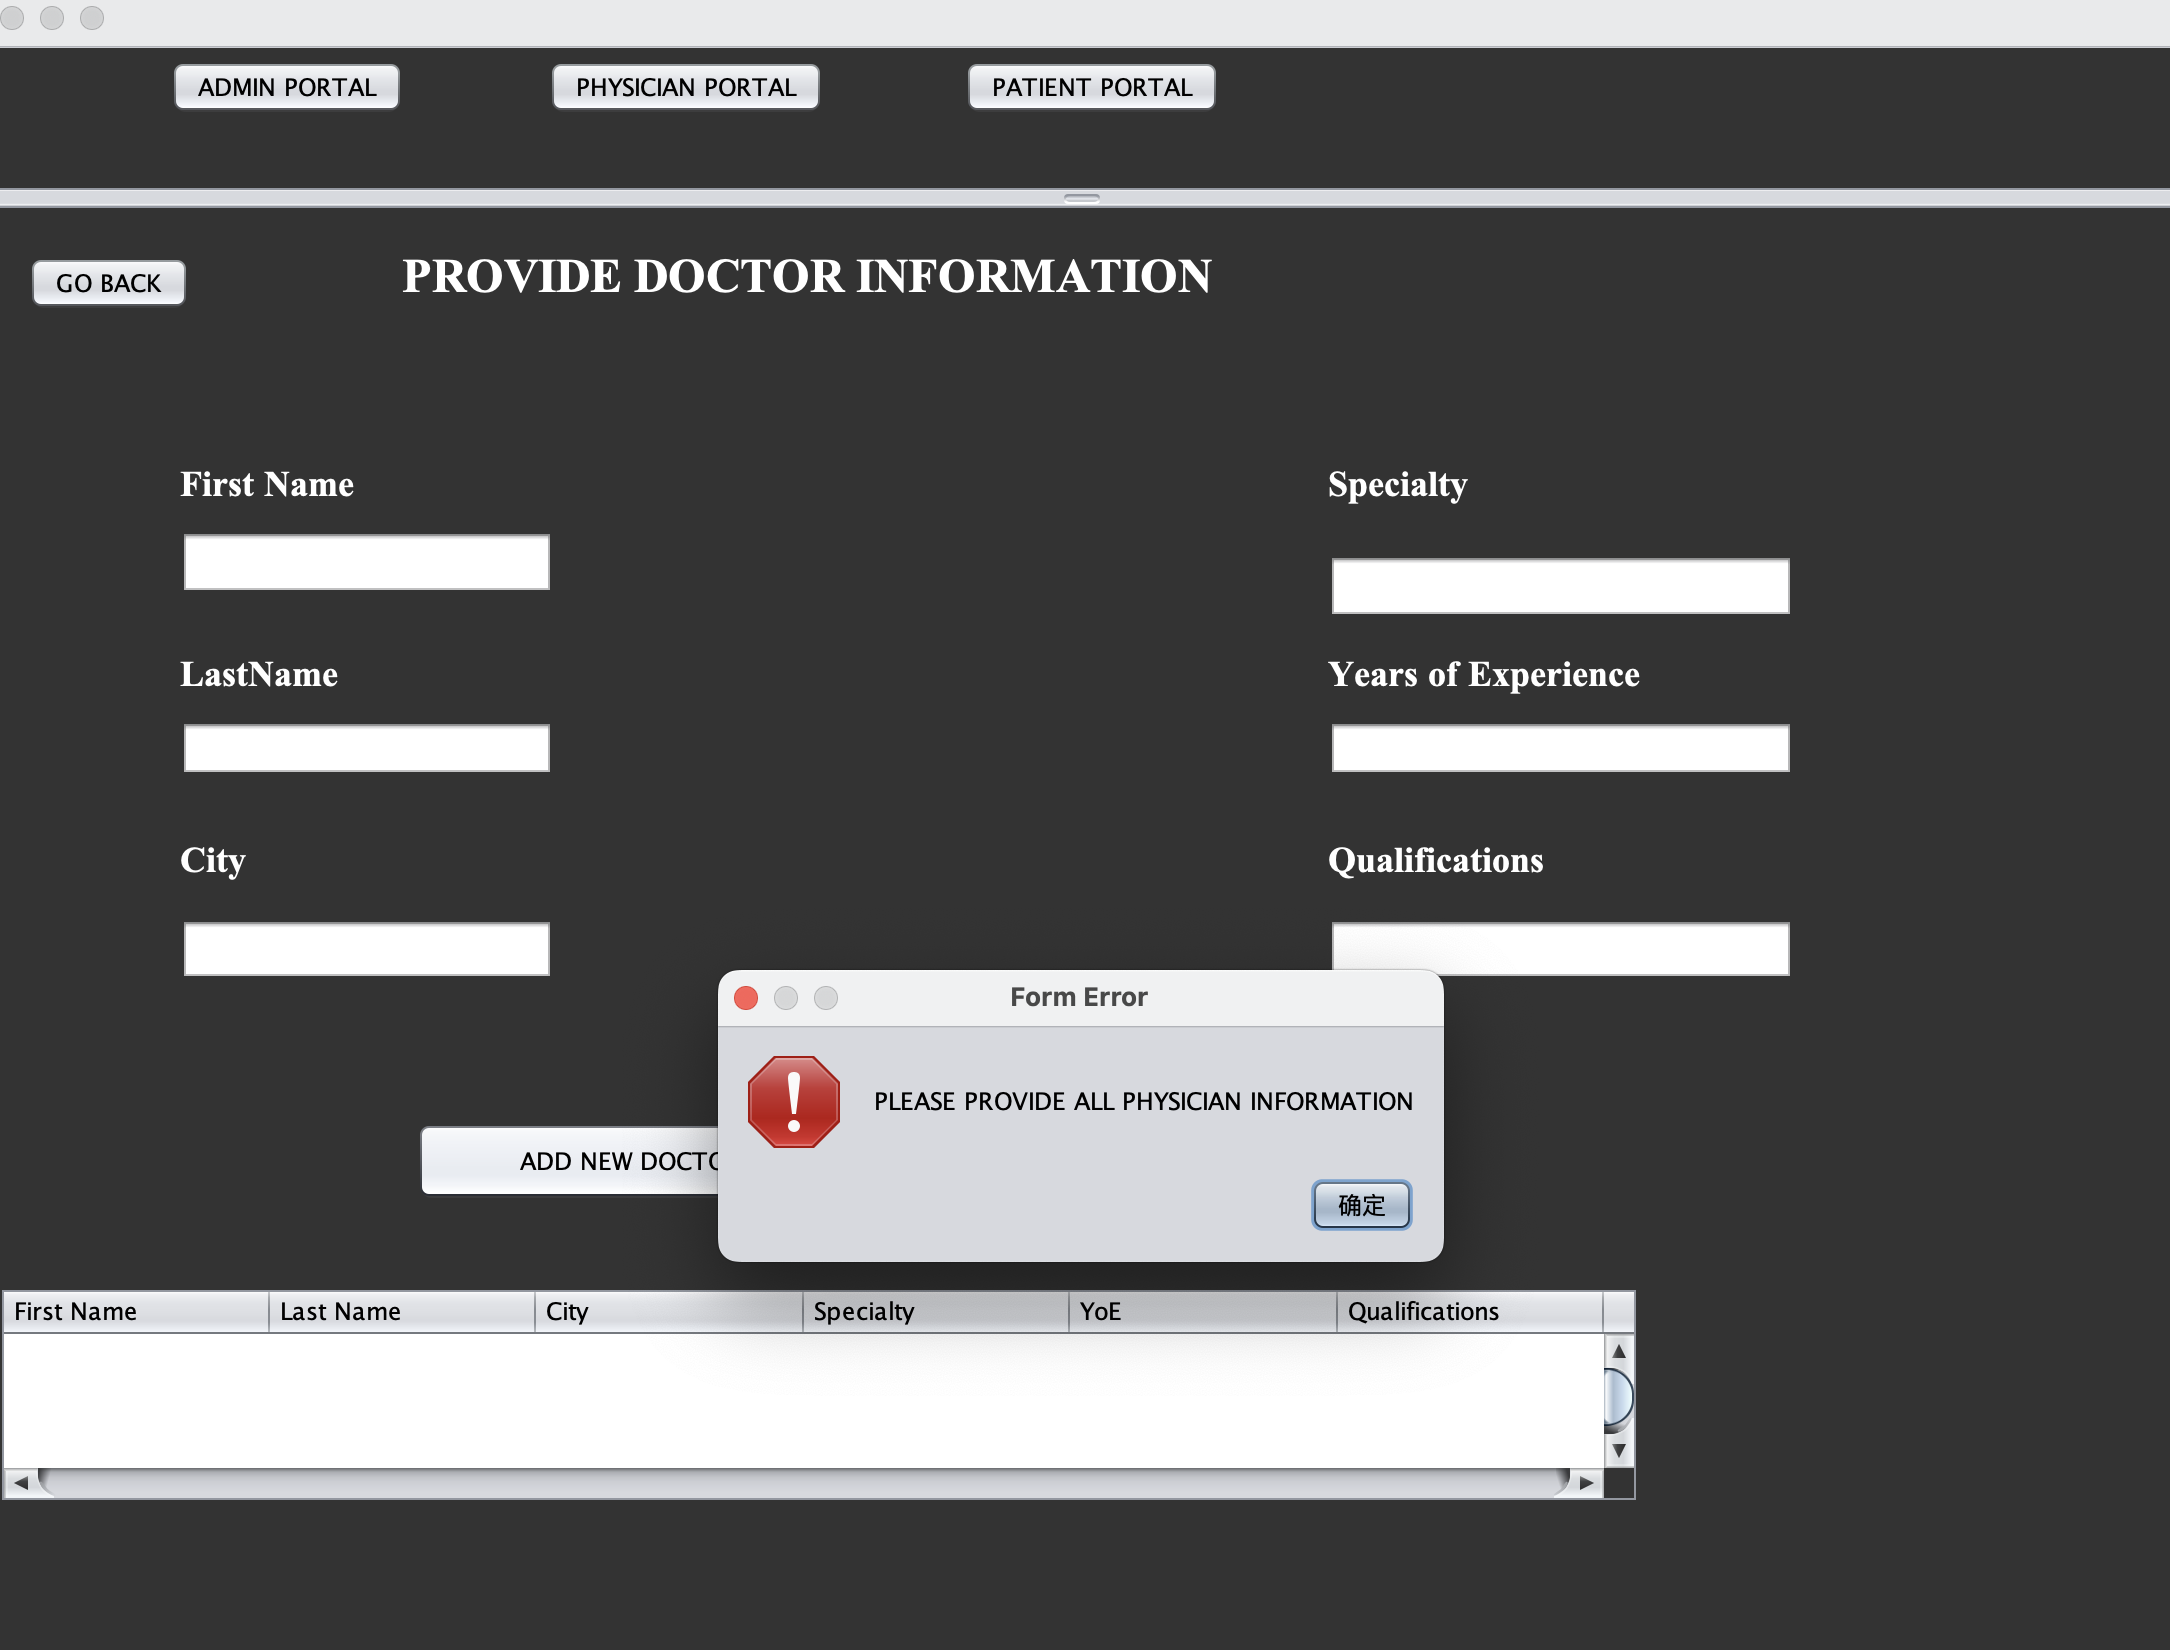 ADMIN PORTAL
PHYSICIAN PORTAL
PATIENT PORTAL
GO BACK
PROVIDE DOCTOR INFORMATION
First Name
Specialty
LastName
Years of Experience
City
Qualifications
Form Error
PLEASE PROVIDE ALL PHYSICIAN INFORMATION
确定
ADD NEW DOCTO
First Name
Last Name
City
Specialty
YoE
Qualifications